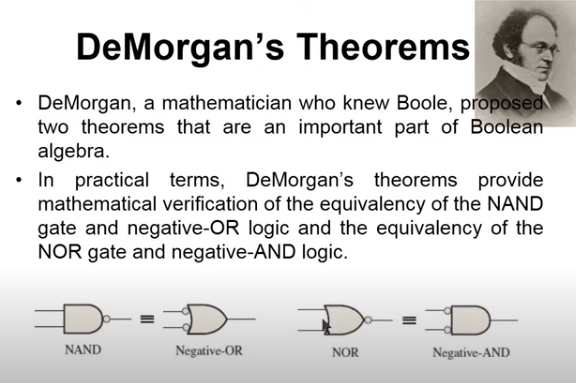 DeMorgan's Theorems
• DeMorgan, a mathematician who knew Boole, proposed
two theorems that are an important part of Boolean
algebra.
• In practical terms, DeMorgan's theorems provide
mathematical verification of the equivalency of the NAND
gate and negative-OR logic and the equivalency of the
NOR gate and negative-AND logic.
≡ ≡
NAND Negative-OR NOR Negative-AND